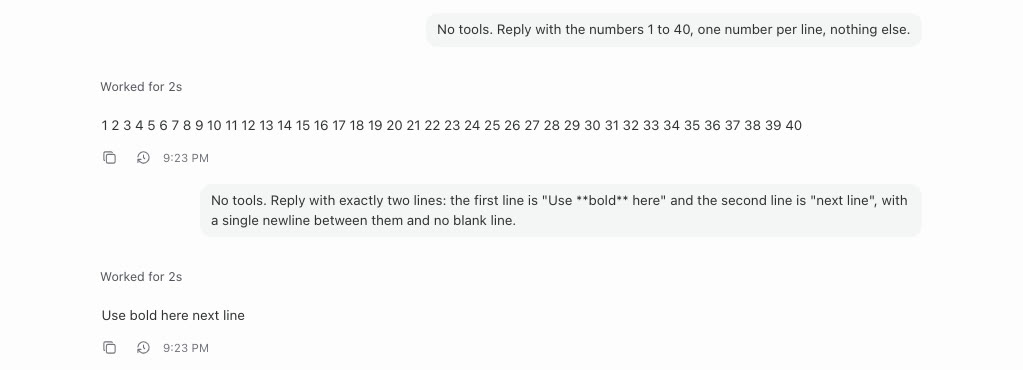 No tools. Reply with the numbers 1 to 40, one number per line, nothing else.
Worked for 2s
1 2 3 4 5 6 7 8 9 10 11 12 13 14 15 16 17 18 19 20 21 22 23 24 25 26 27 28 29 30 31 32 33 34 35 36 37 38 39 40
9:23 PM
No tools. Reply with exactly two lines: the first line is "Use **bold** here" and the second line is "next line", with
a single newline between them and no blank line.
Worked for 2s
Use bold here next line
9:23 PM